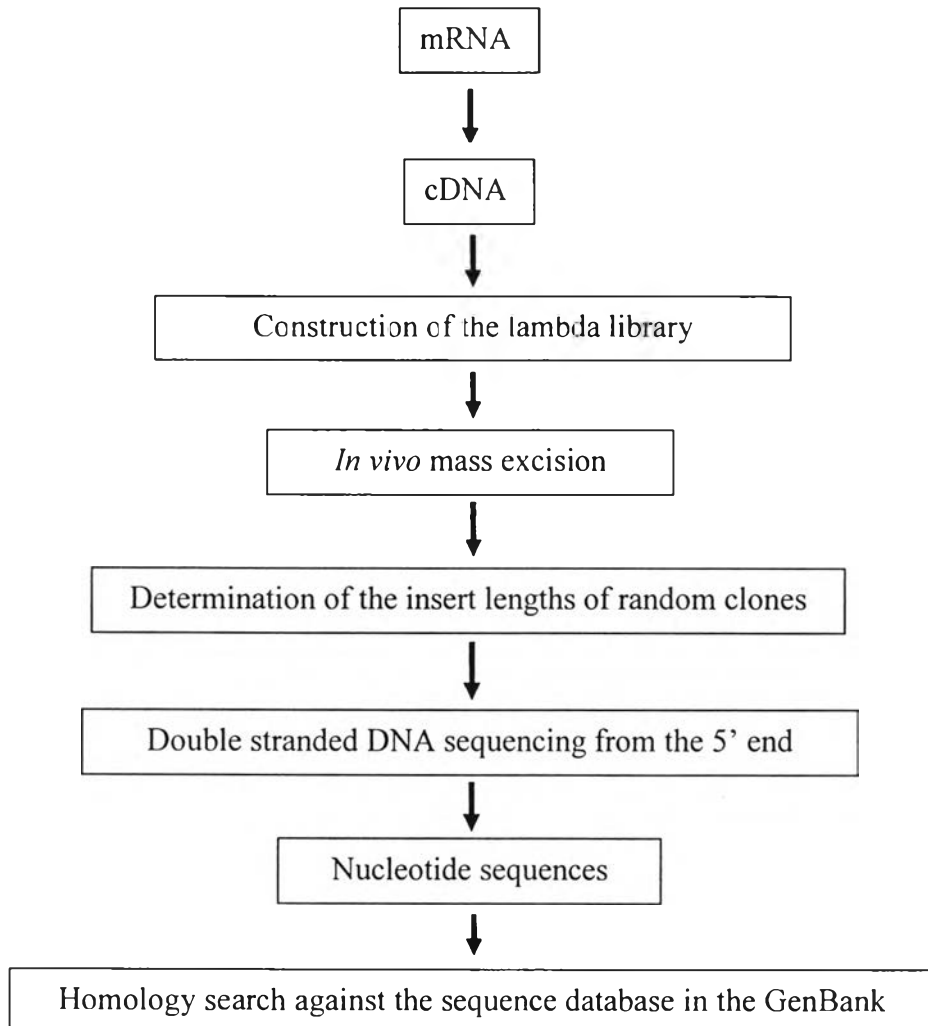 mRNA
cDNA
Construction of the lambda library
In vivo mass excision
Determination of the insert lengths of random clones
Double stranded DNA sequencing from the 5’ end
Nucleotide sequences
Homology search against the sequence database in the GenBank